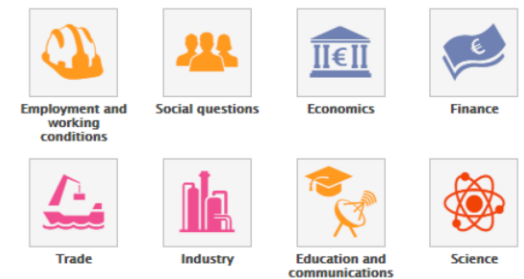 Employment and
working
conditions
Social questions
€
Economics
€
Finance
Trade
Industry
Education and
communications
Science